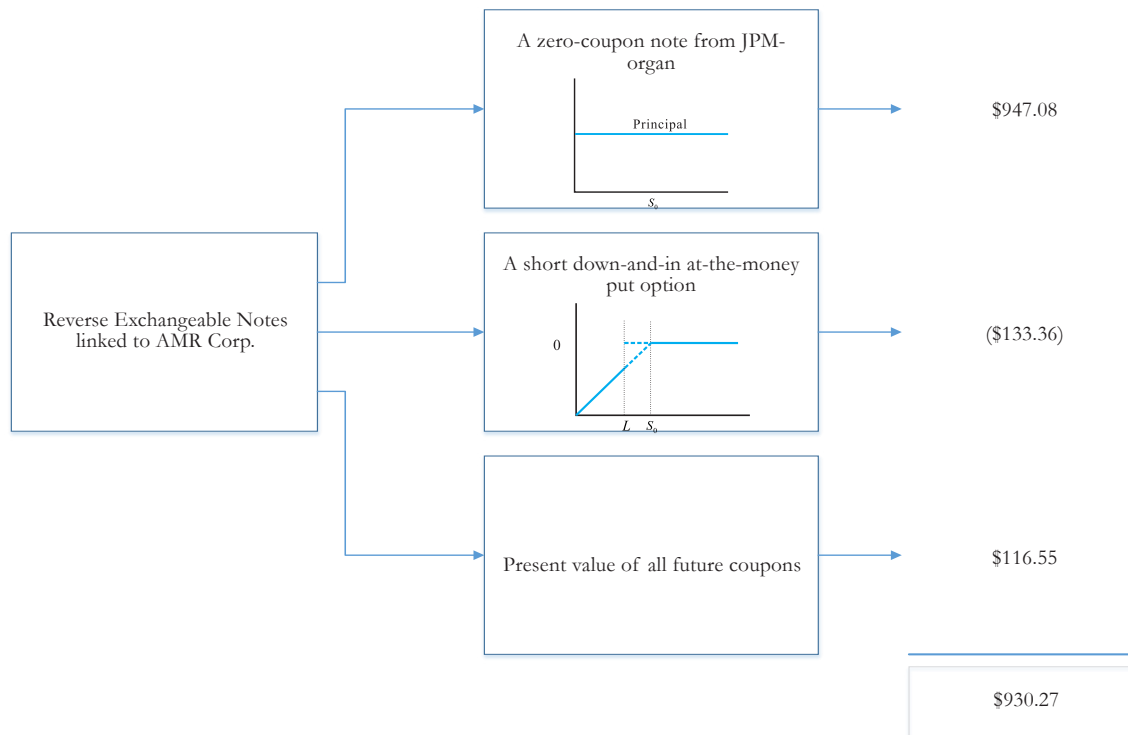 A zero-coupon note from JPM-
organ
Principal
S₀
$947.08
Reverse Exchangeable Notes
linked to AMR Corp.
A short down-and-in at-the-money
put option
0
L S₀
($133.36)
Present value of all future coupons
$116.55
$930.27